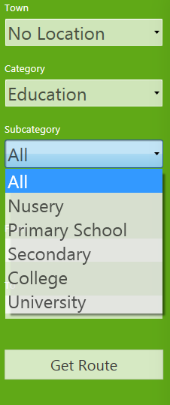 Town
No Location
Category
Education
Subcategory
All
All
Nusery
Primary School
Secondary
College
University
Get Route